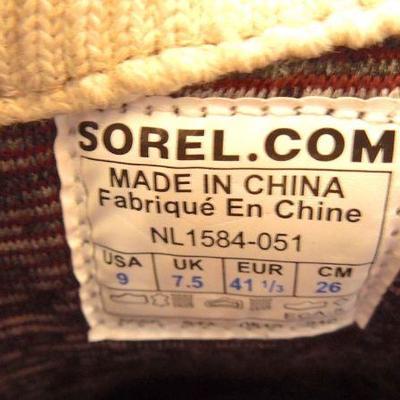 SOREL.COM
MADE IN CHINA
Fabriqué En Chine
NL1584-051
USA UK EUR CM
9 7.5 41 1/3 26